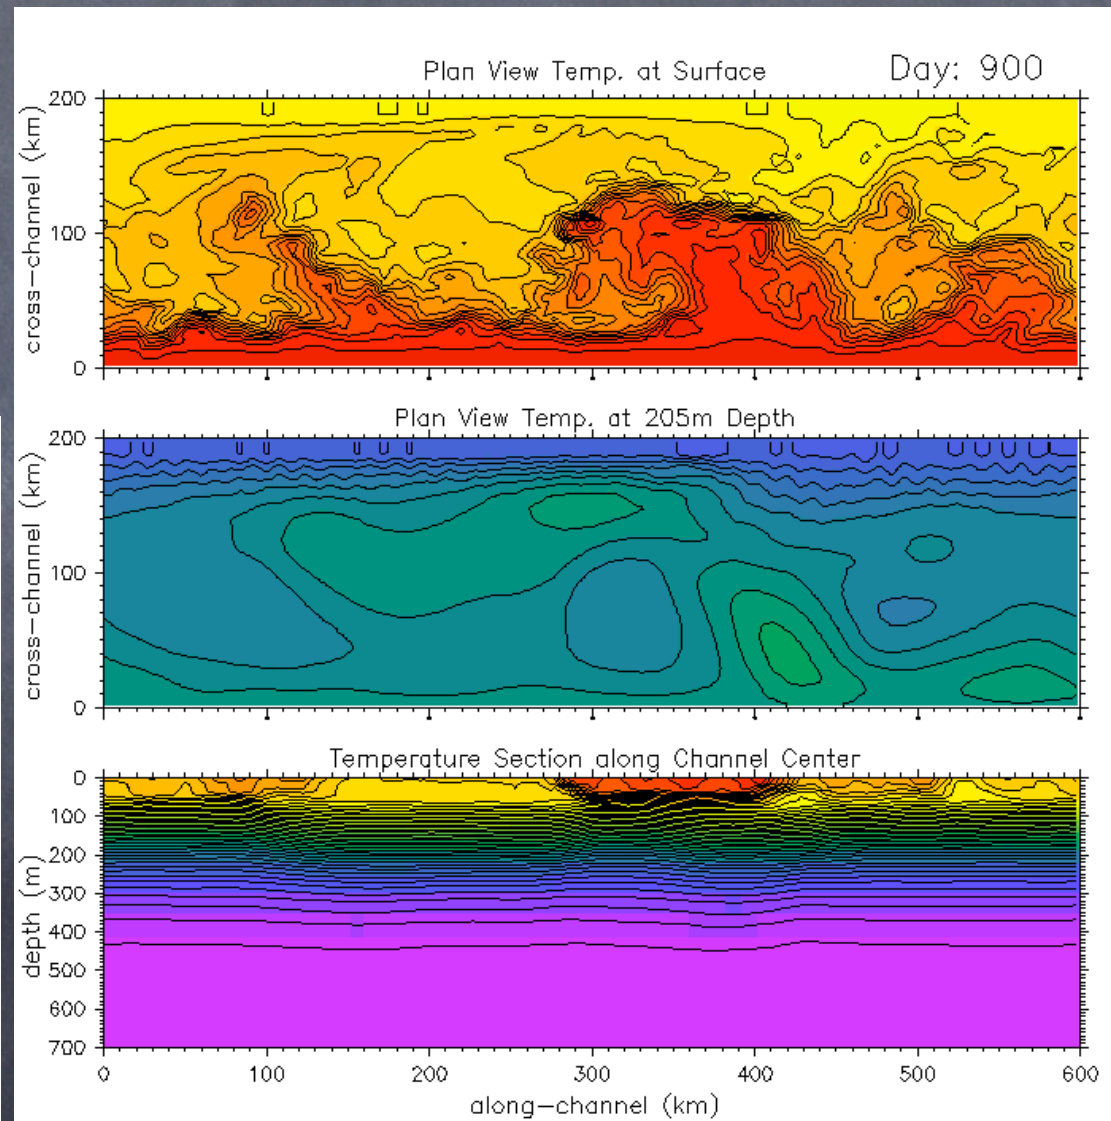 Plan View Temp. at Surface
Day: 900
200
100
0
cross-channel (km)
Plan View Temp. at 205m Depth
200
100
0
cross-channel (km)
Temperature Section along Channel Center
0
100
200
300
400
500
600
700
depth (m)
0 100 200 300 400 500 600
along-channel (km)